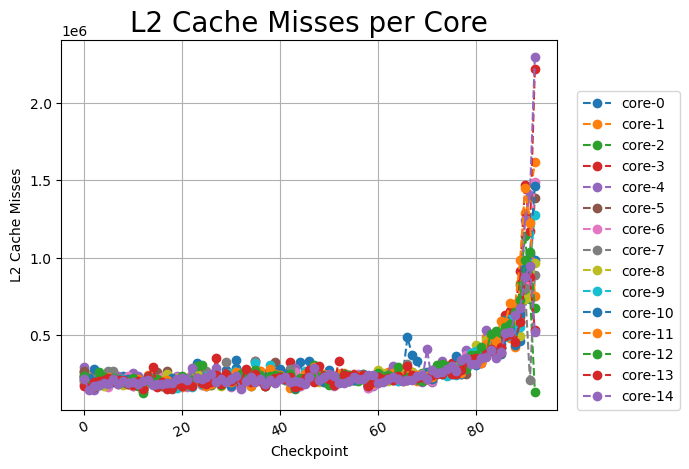 L2 Cache Misses per Core
1e6
2.0
1.5
1.0
0.5
L2 Cache Misses
0
20
40
60
80
Checkpoint
core-0
core-1
core-2
core-3
core-4
core-5
core-6
core-7
core-8
core-9
core-10
core-11
core-12
core-13
core-14